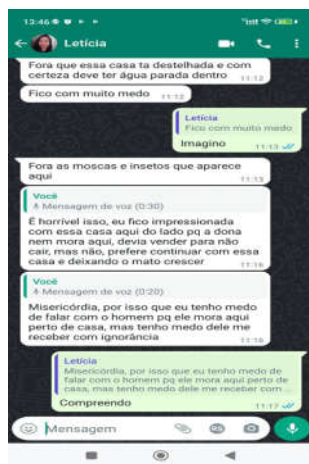 13:46
Letícia
Fora que essa casa ta destelhada e com
certeza deve ter água parada dentro
11:12
Fico com muito medo
11:12
Letícia
Fico com muito medo
Imagino
11:13
Fora as moscas e insetos que aparece
aqui
11:13
Você
Mensagem de voz (0:30)
É horrível isso, eu fico impressionada
com essa casa aqui do lado pq a dona
nem mora aqui, devia vender para não
cair, mas não, prefere continuar com essa
casa e deixando o mato crescer
11:16
Você
Mensagem de voz (0:20)
Misericórdia, por isso que eu tenho medo
de falar com o homem pq ele mora aqui
perto de casa, mas tenho medo dele me
receber com ignorância
11:16
Letícia
Misericórdia, por isso que eu tenho medo de
falar com o homem pq ele mora aqui perto de
casa, mas tenho medo dele me receber com...
Compreendo
11:17
Mensagem